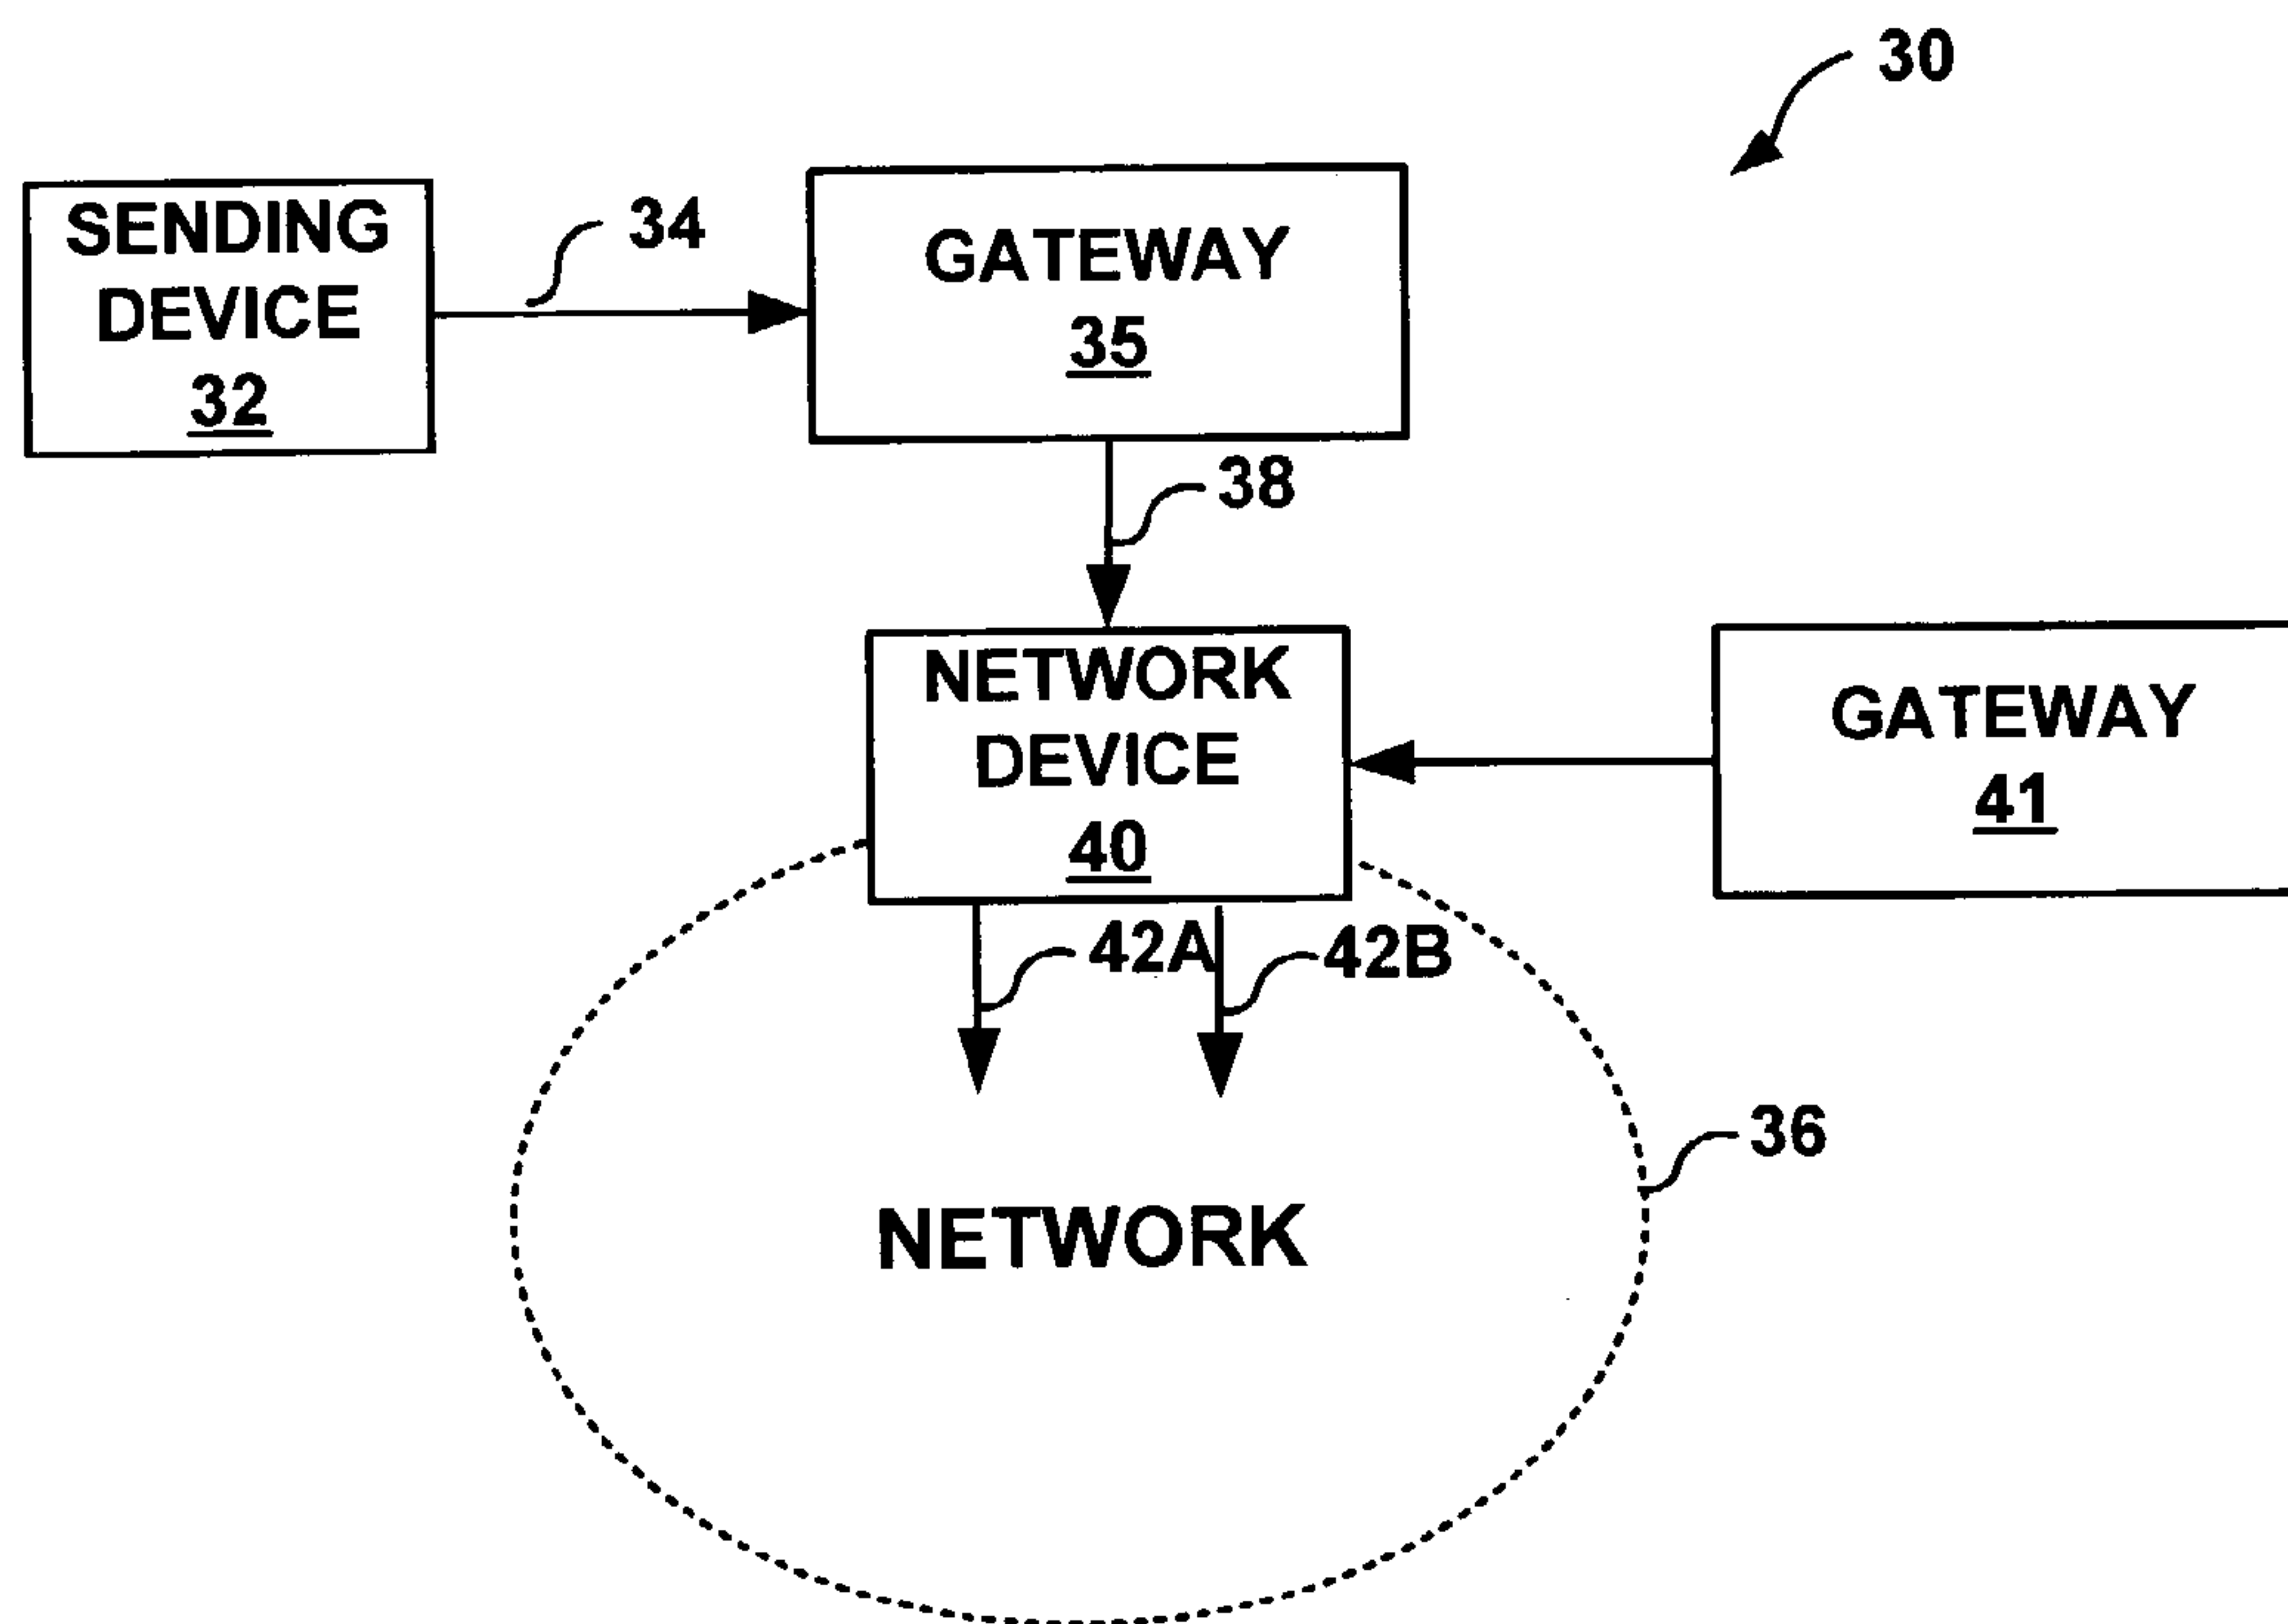 30
SENDING
DEVICE
32
34
GATEWAY
35
38
NETWORK
DEVICE
40
GATEWAY
41
42A
42B
36
NETWORK